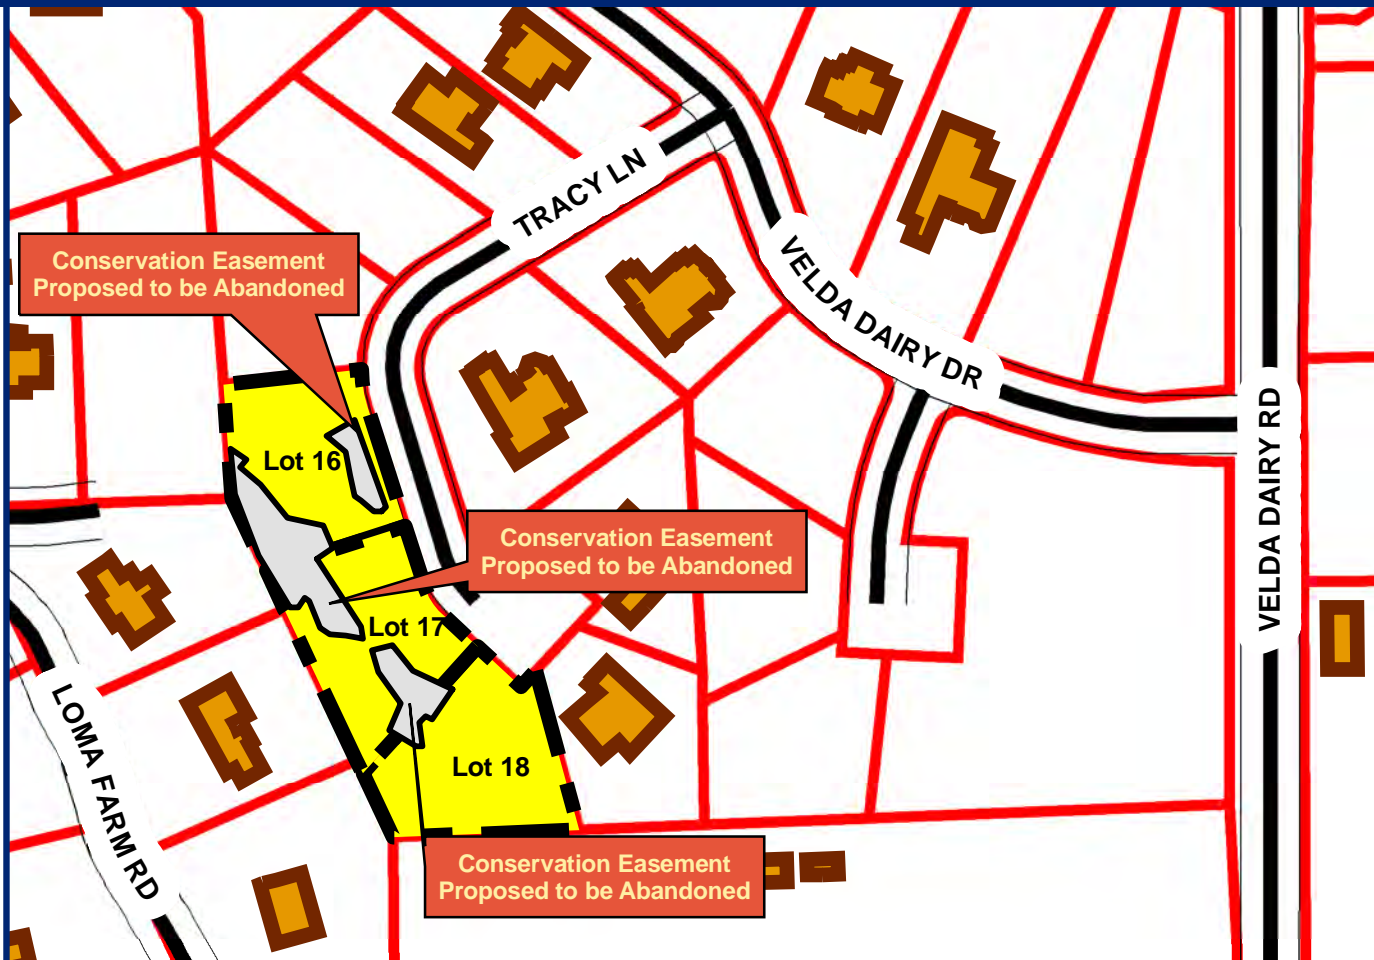 TRACY LN
Conservation Easement
Proposed to be Abandoned
VELDA DAIRY DR
VELDA DAIRY RD
Lot 16
Conservation Easement
Proposed to be Abandoned
Lot 17
LOMA FARM RD
Lot 18
Conservation Easement
Proposed to be Abandoned